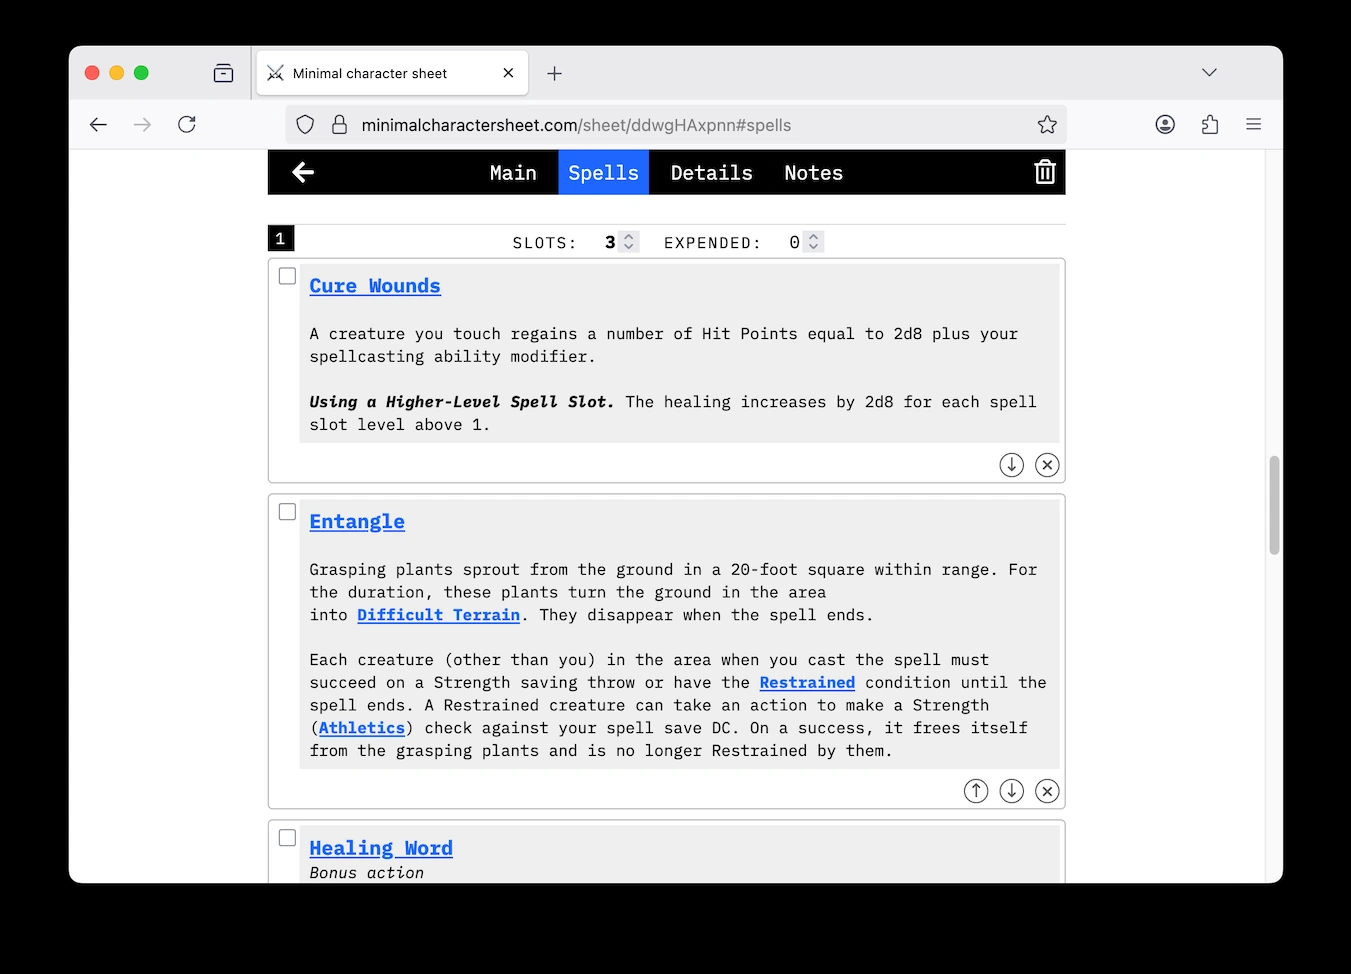 Minimal character sheet
minimalcharactersheet.com/sheet/ddwgHAxpnn#spells
Main Spells Details Notes
1 SLOTS: 3 EXPENDED: 0
Cure Wounds
A creature you touch regains a number of Hit Points equal to 2d8 plus your
spellcasting ability modifier.
Using a Higher-Level Spell Slot. The healing increases by 2d8 for each spell
slot level above 1.
Entangle
Grasping plants sprout from the ground in a 20-foot square within range. For
the duration, these plants turn the ground in the area
into Difficult Terrain. They disappear when the spell ends.
Each creature (other than you) in the area when you cast the spell must
succeed on a Strength saving throw or have the Restrained condition until the
spell ends. A Restrained creature can take an action to make a Strength
(Athletics) check against your spell save DC. On a success, it frees itself
from the grasping plants and is no longer Restrained by them.
Healing Word
Bonus action